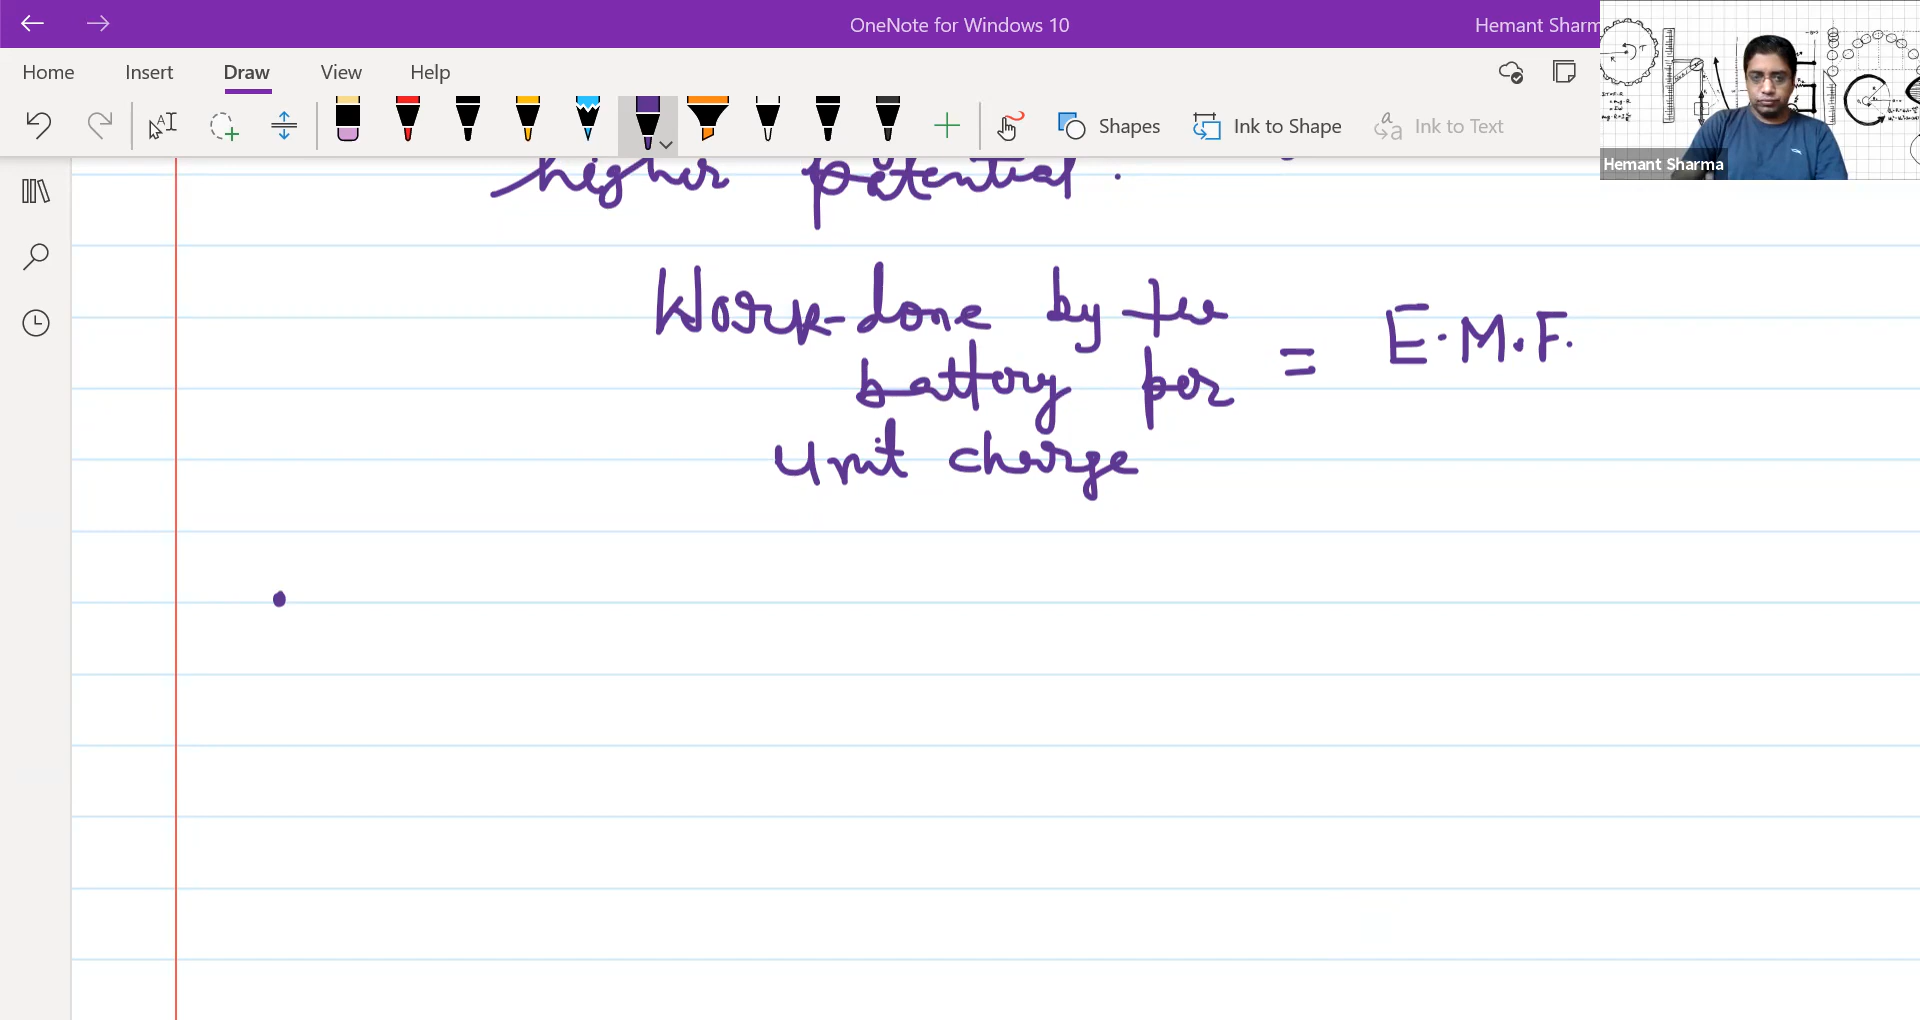 OneNote for Windows 10
Hemant Sharm
Home Insert Draw View Help
Shapes Ink to Shape Ink to Text
Hemant Sharma
higher potential.
Work-done by the
battery per = E.M.F.
unit charge